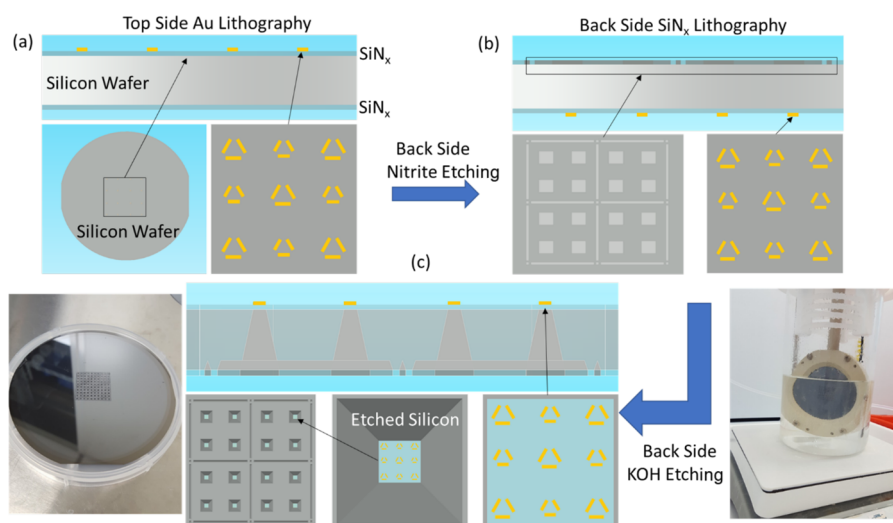 Top Side Au Lithography
(a)
SiNx
Silicon Wafer
SiNx
Silicon Wafer
Back Side
Nitrite Etching
Back Side SiNx Lithography
(b)
(c)
Etched Silicon
Back Side
KOH Etching